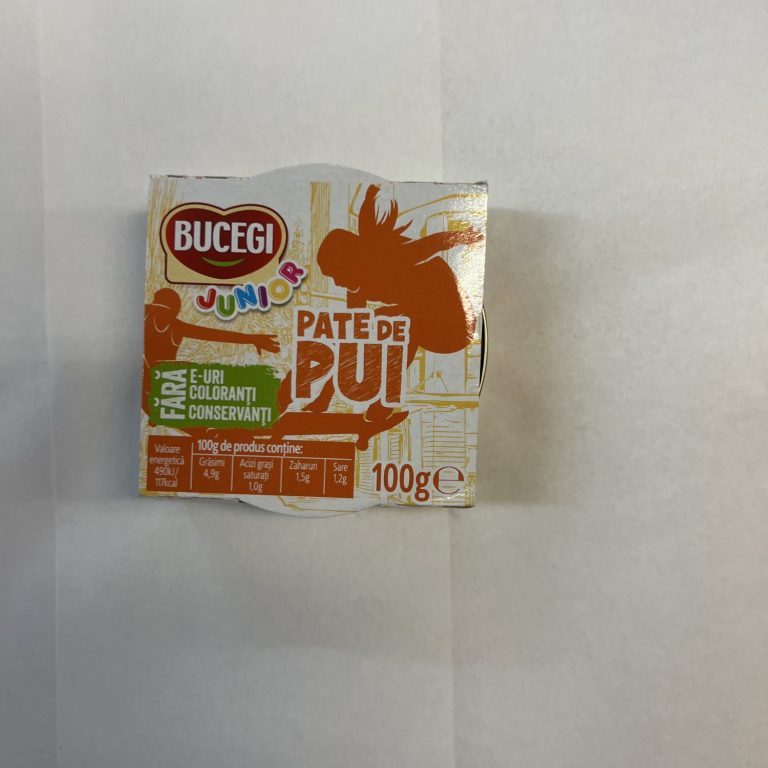 BUCEGI
JUNIOR
PATE DE
PUI
FĂRĂ
E-URI
COLORANȚI
CONSERVANȚI
Valoare
energetică
490kJ/
117kcal
100g de produs conține:
Grăsimi
4,9g
Acizi grași
saturați
1,0g
Zaharuri
1,5g
Sare
1,2g
100g℮